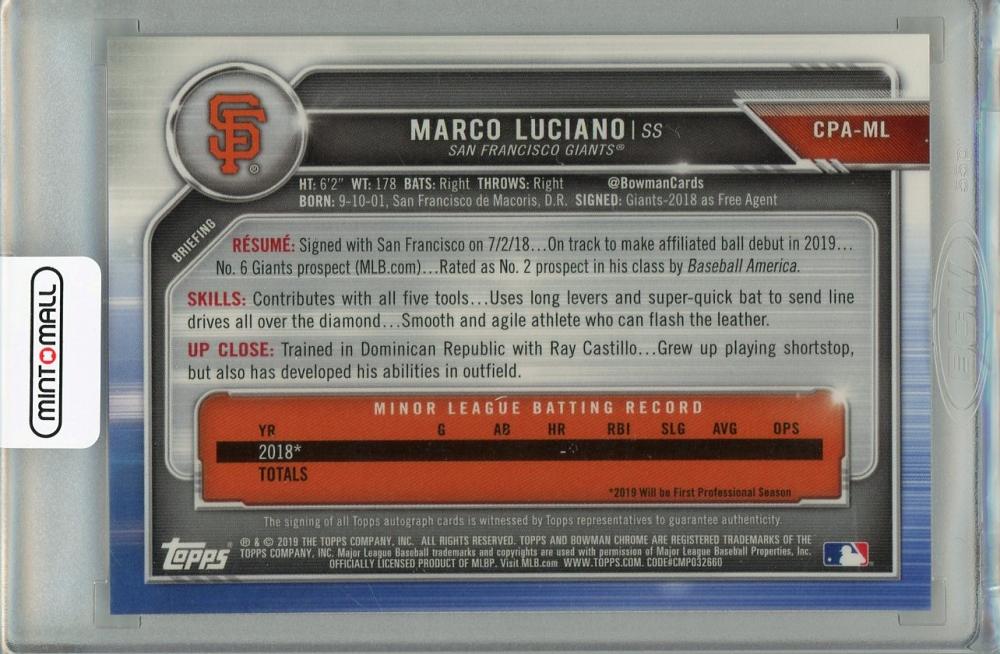 SF
MARCO LUCIANO | SS
SAN FRANCISCO GIANTS®
CPA-ML
HT: 6'2" WT: 178 BATS: Right THROWS: Right @BowmanCards
BORN: 9-10-01, San Francisco de Macoris, D.R. SIGNED: Giants-2018 as Free Agent
BRIEFING
RÉSUMÉ: Signed with San Francisco on 7/2/18...On track to make affiliated ball debut in 2019...
No. 6 Giants prospect (MLB.com)...Rated as No. 2 prospect in his class by Baseball America.
SKILLS: Contributes with all five tools...Uses long levers and super-quick bat to send line
drives all over the diamond...Smooth and agile athlete who can flash the leather.
UP CLOSE: Trained in Dominican Republic with Ray Castillo...Grew up playing shortstop,
but also has developed his abilities in outfield.
MINOR LEAGUE BATTING RECORD
YR G AB HR RBI SLG AVG OPS
2018* -
TOTALS
*2019 Will be First Professional Season
The signing of all Topps autograph cards is witnessed by Topps representatives to guarantee authenticity.
Topps
® & © 2019 THE TOPPS COMPANY, INC. ALL RIGHTS RESERVED. TOPPS AND BOWMAN CHROME ARE REGISTERED TRADEMARKS OF THE
TOPPS COMPANY, INC. Major League Baseball trademarks and copyrights are used with permission of Major League Baseball Properties, Inc.
OFFICIALLY LICENSED PRODUCT OF MLBP. Visit MLB.com WWW.TOPPS.COM. CODE#CMP032660
MINT MALL